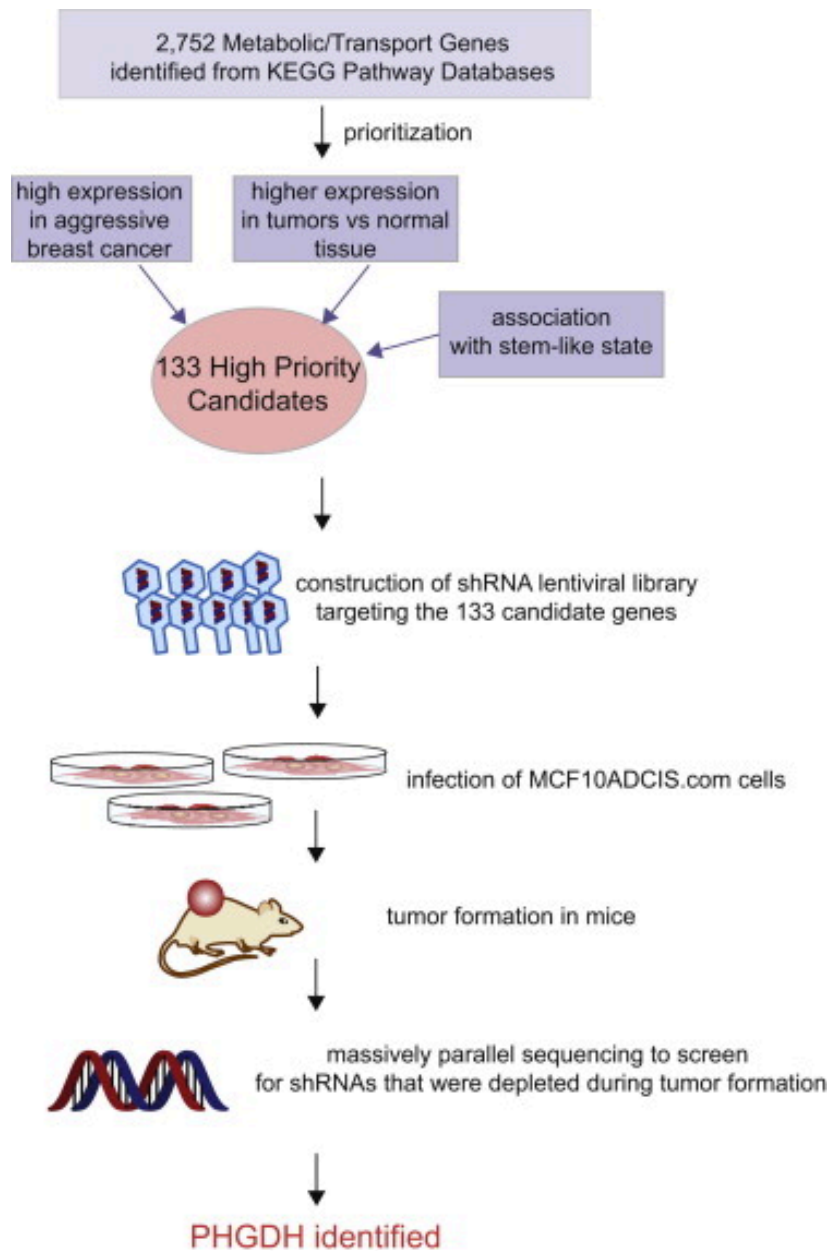 2,752 Metabolic/Transport Genes
identified from KEGG Pathway Databases
prioritization
high expression
in aggressive
breast cancer
higher expression
in tumors vs normal
tissue
association
with stem-like state
133 High Priority
Candidates
construction of shRNA lentiviral library
targeting the 133 candidate genes
infection of MCF10ADCIS.com cells
tumor formation in mice
massively parallel sequencing to screen
for shRNAs that were depleted during tumor formation
PHGDH identified